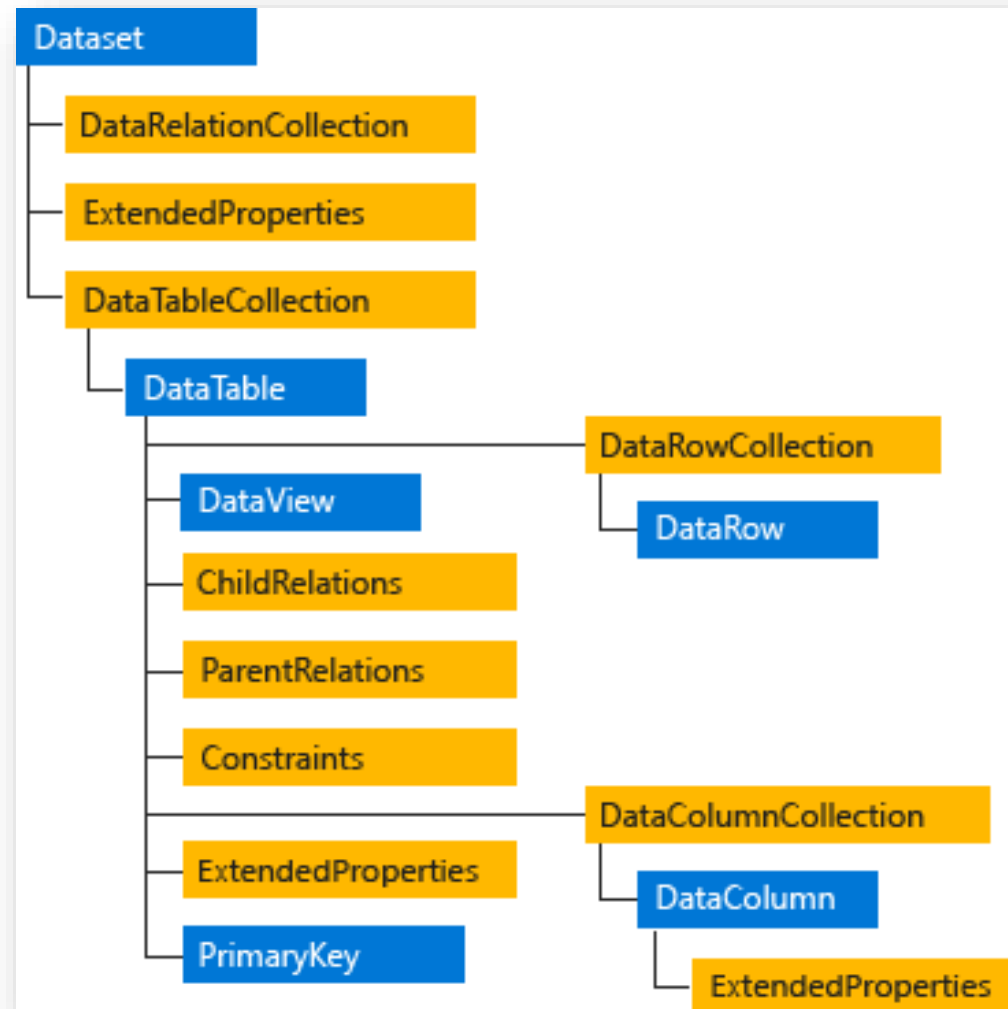 Dataset
DataRelationCollection
ExtendedProperties
DataTableCollection
DataTable
DataRowCollection
DataView
DataRow
ChildRelations
ParentRelations
Constraints
DataColumnCollection
ExtendedProperties
DataColumn
PrimaryKey
ExtendedProperties